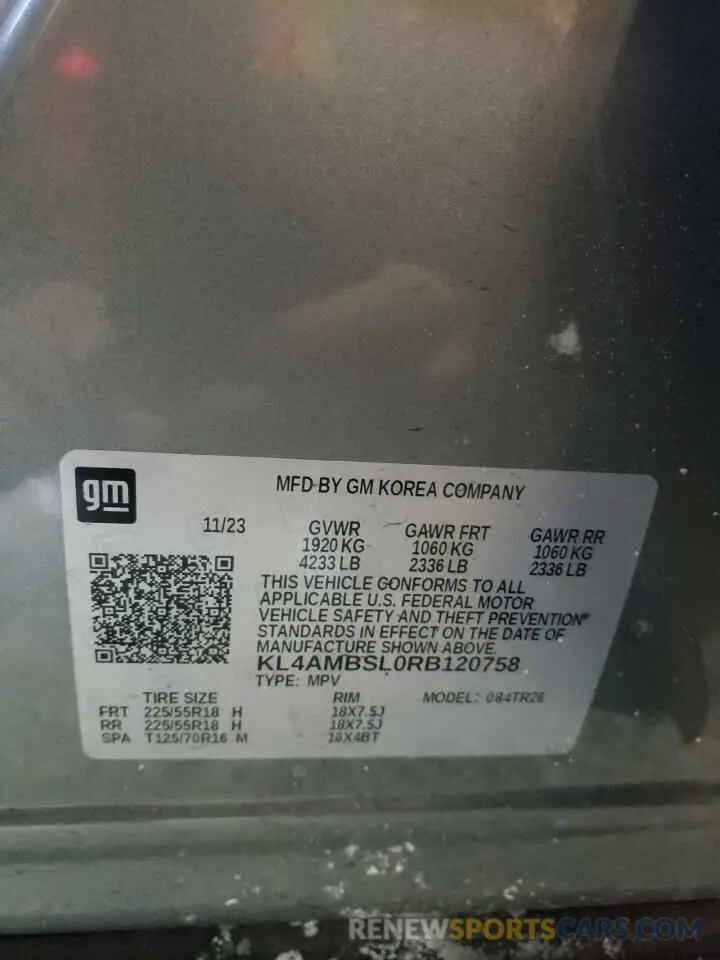 gm
MFD BY GM KOREA COMPANY
11/23
GVWR
1920 KG
4233 LB
GAWR FRT
1060 KG
2336 LB
GAWR RR
1060 KG
2336 LB
THIS VEHICLE CONFORMS TO ALL
APPLICABLE U.S. FEDERAL MOTOR
VEHICLE SAFETY AND THEFT PREVENTION
STANDARDS IN EFFECT ON THE DATE OF
MANUFACTURE SHOWN ABOVE.
KL4AMBSL0RB120758
TYPE: MPV
TIRE SIZE RIM MODEL: 084TR26
FRT 225/55R18 H 18X7.5J
RR 225/55R18 H 18X7.5J
SPA T125/70R16 M 16X4BT
RENEWSPORTSCARS.COM